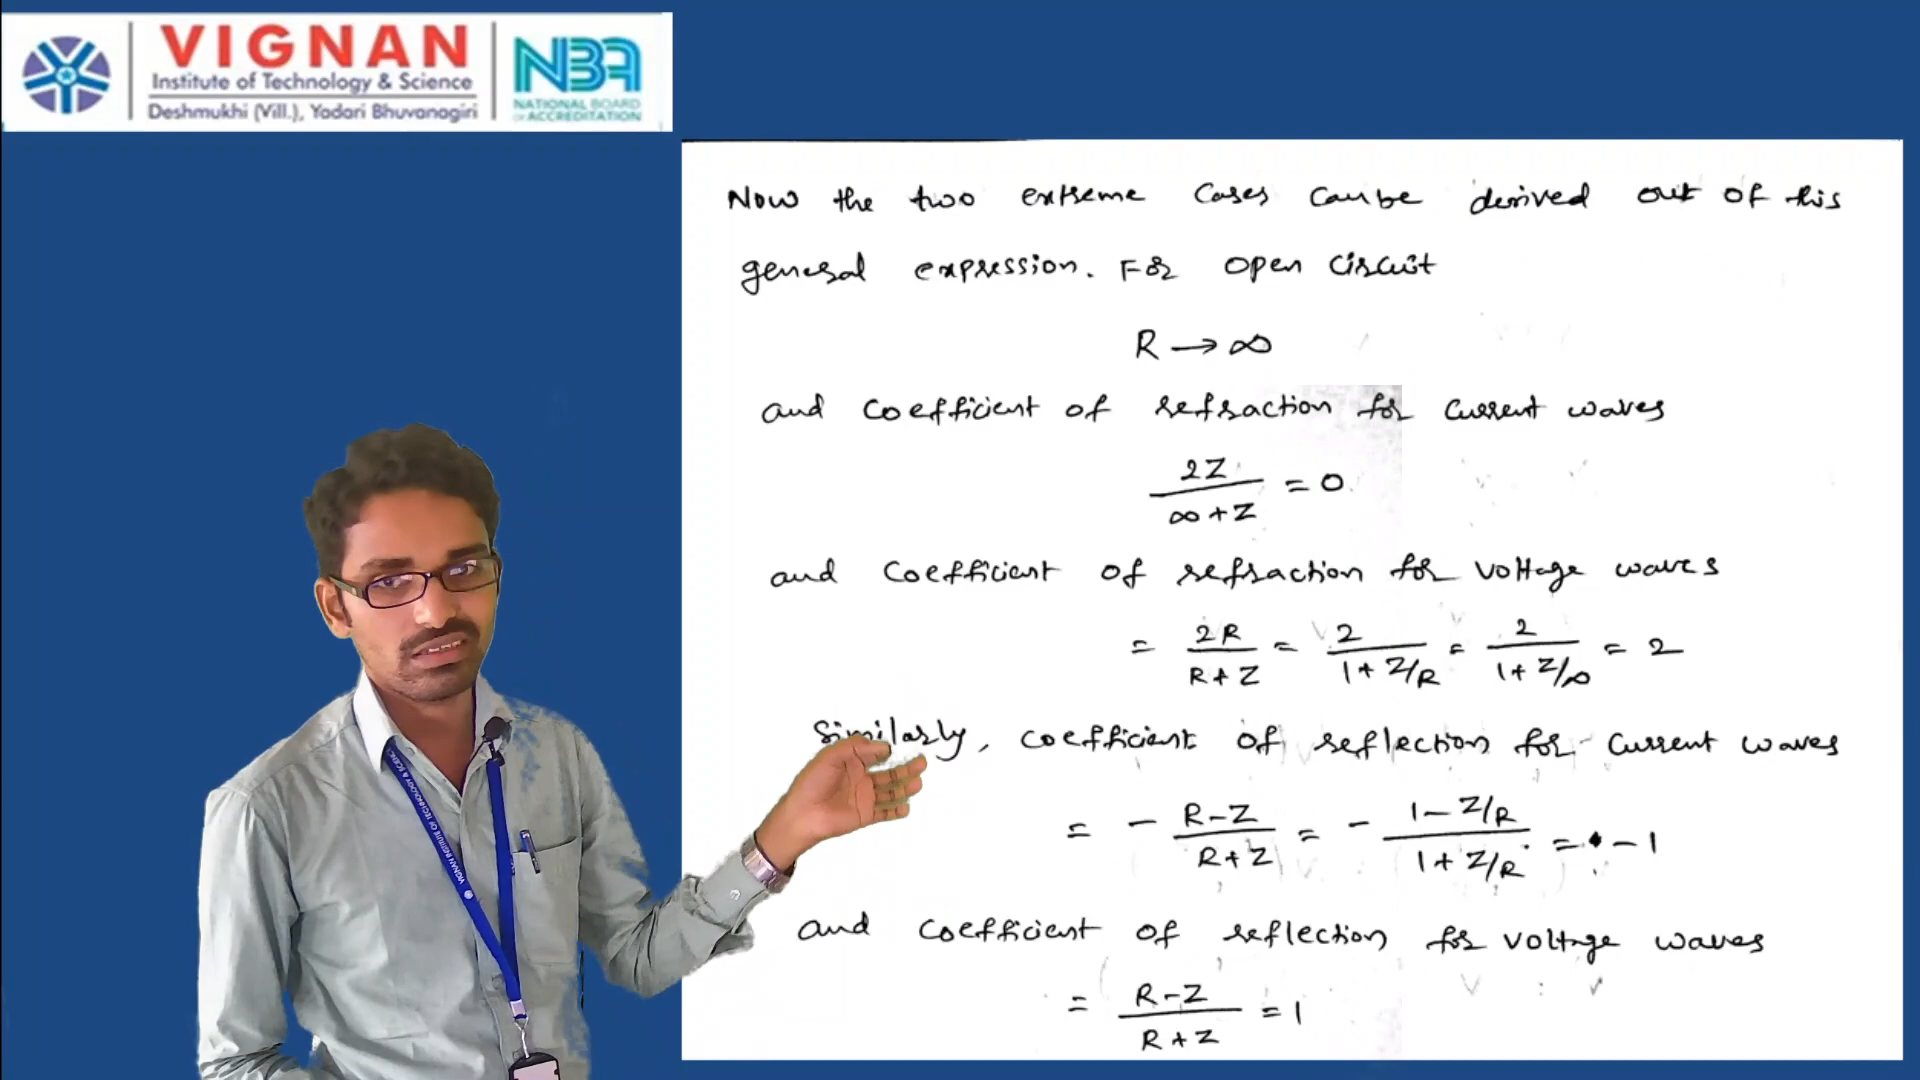 VIGNAN
Institute of Technology & Science
Deshmukhi (Vill.), Yadari Bhuvanagiri
NBA
NATIONAL BOARD
OF ACCREDITATION
Now the two extreme cases can be derived out of this
general expression. For open circuit
R → ∞
and coefficient of refraction for current waves
2Z / ∞+Z = 0
and coefficient of refraction for voltage waves
= 2R / R+Z = 2 / 1+Z/R = 2 / 1+Z/∞ = 2
Similarly, coefficient of reflection for current waves
= - R-Z / R+Z = - 1-Z/R / 1+Z/R = -1
and coefficient of reflection for voltage waves
= R-Z / R+Z = 1